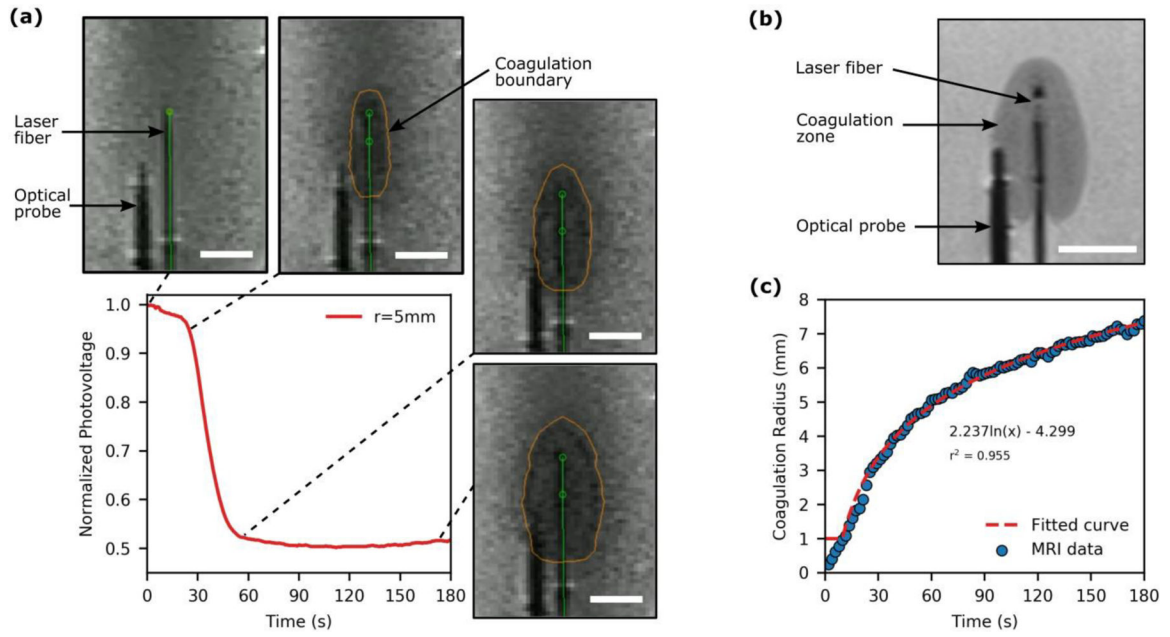 (a)
Laser
fiber
Optical
probe
Coagulation
boundary
1.0
0.9
0.8
0.7
0.6
0.5
Normalized Photovoltage
r=5mm
0 30 60 90 120 150 180
Time (s)
(b)
Laser fiber
Coagulation
zone
Optical probe
(c)
8
7
6
5
4
3
2
1
0
Coagulation Radius (mm)
2.237ln(x) - 4.299
r² = 0.955
Fitted curve
MRI data
0 30 60 90 120 150 180
Time (s)